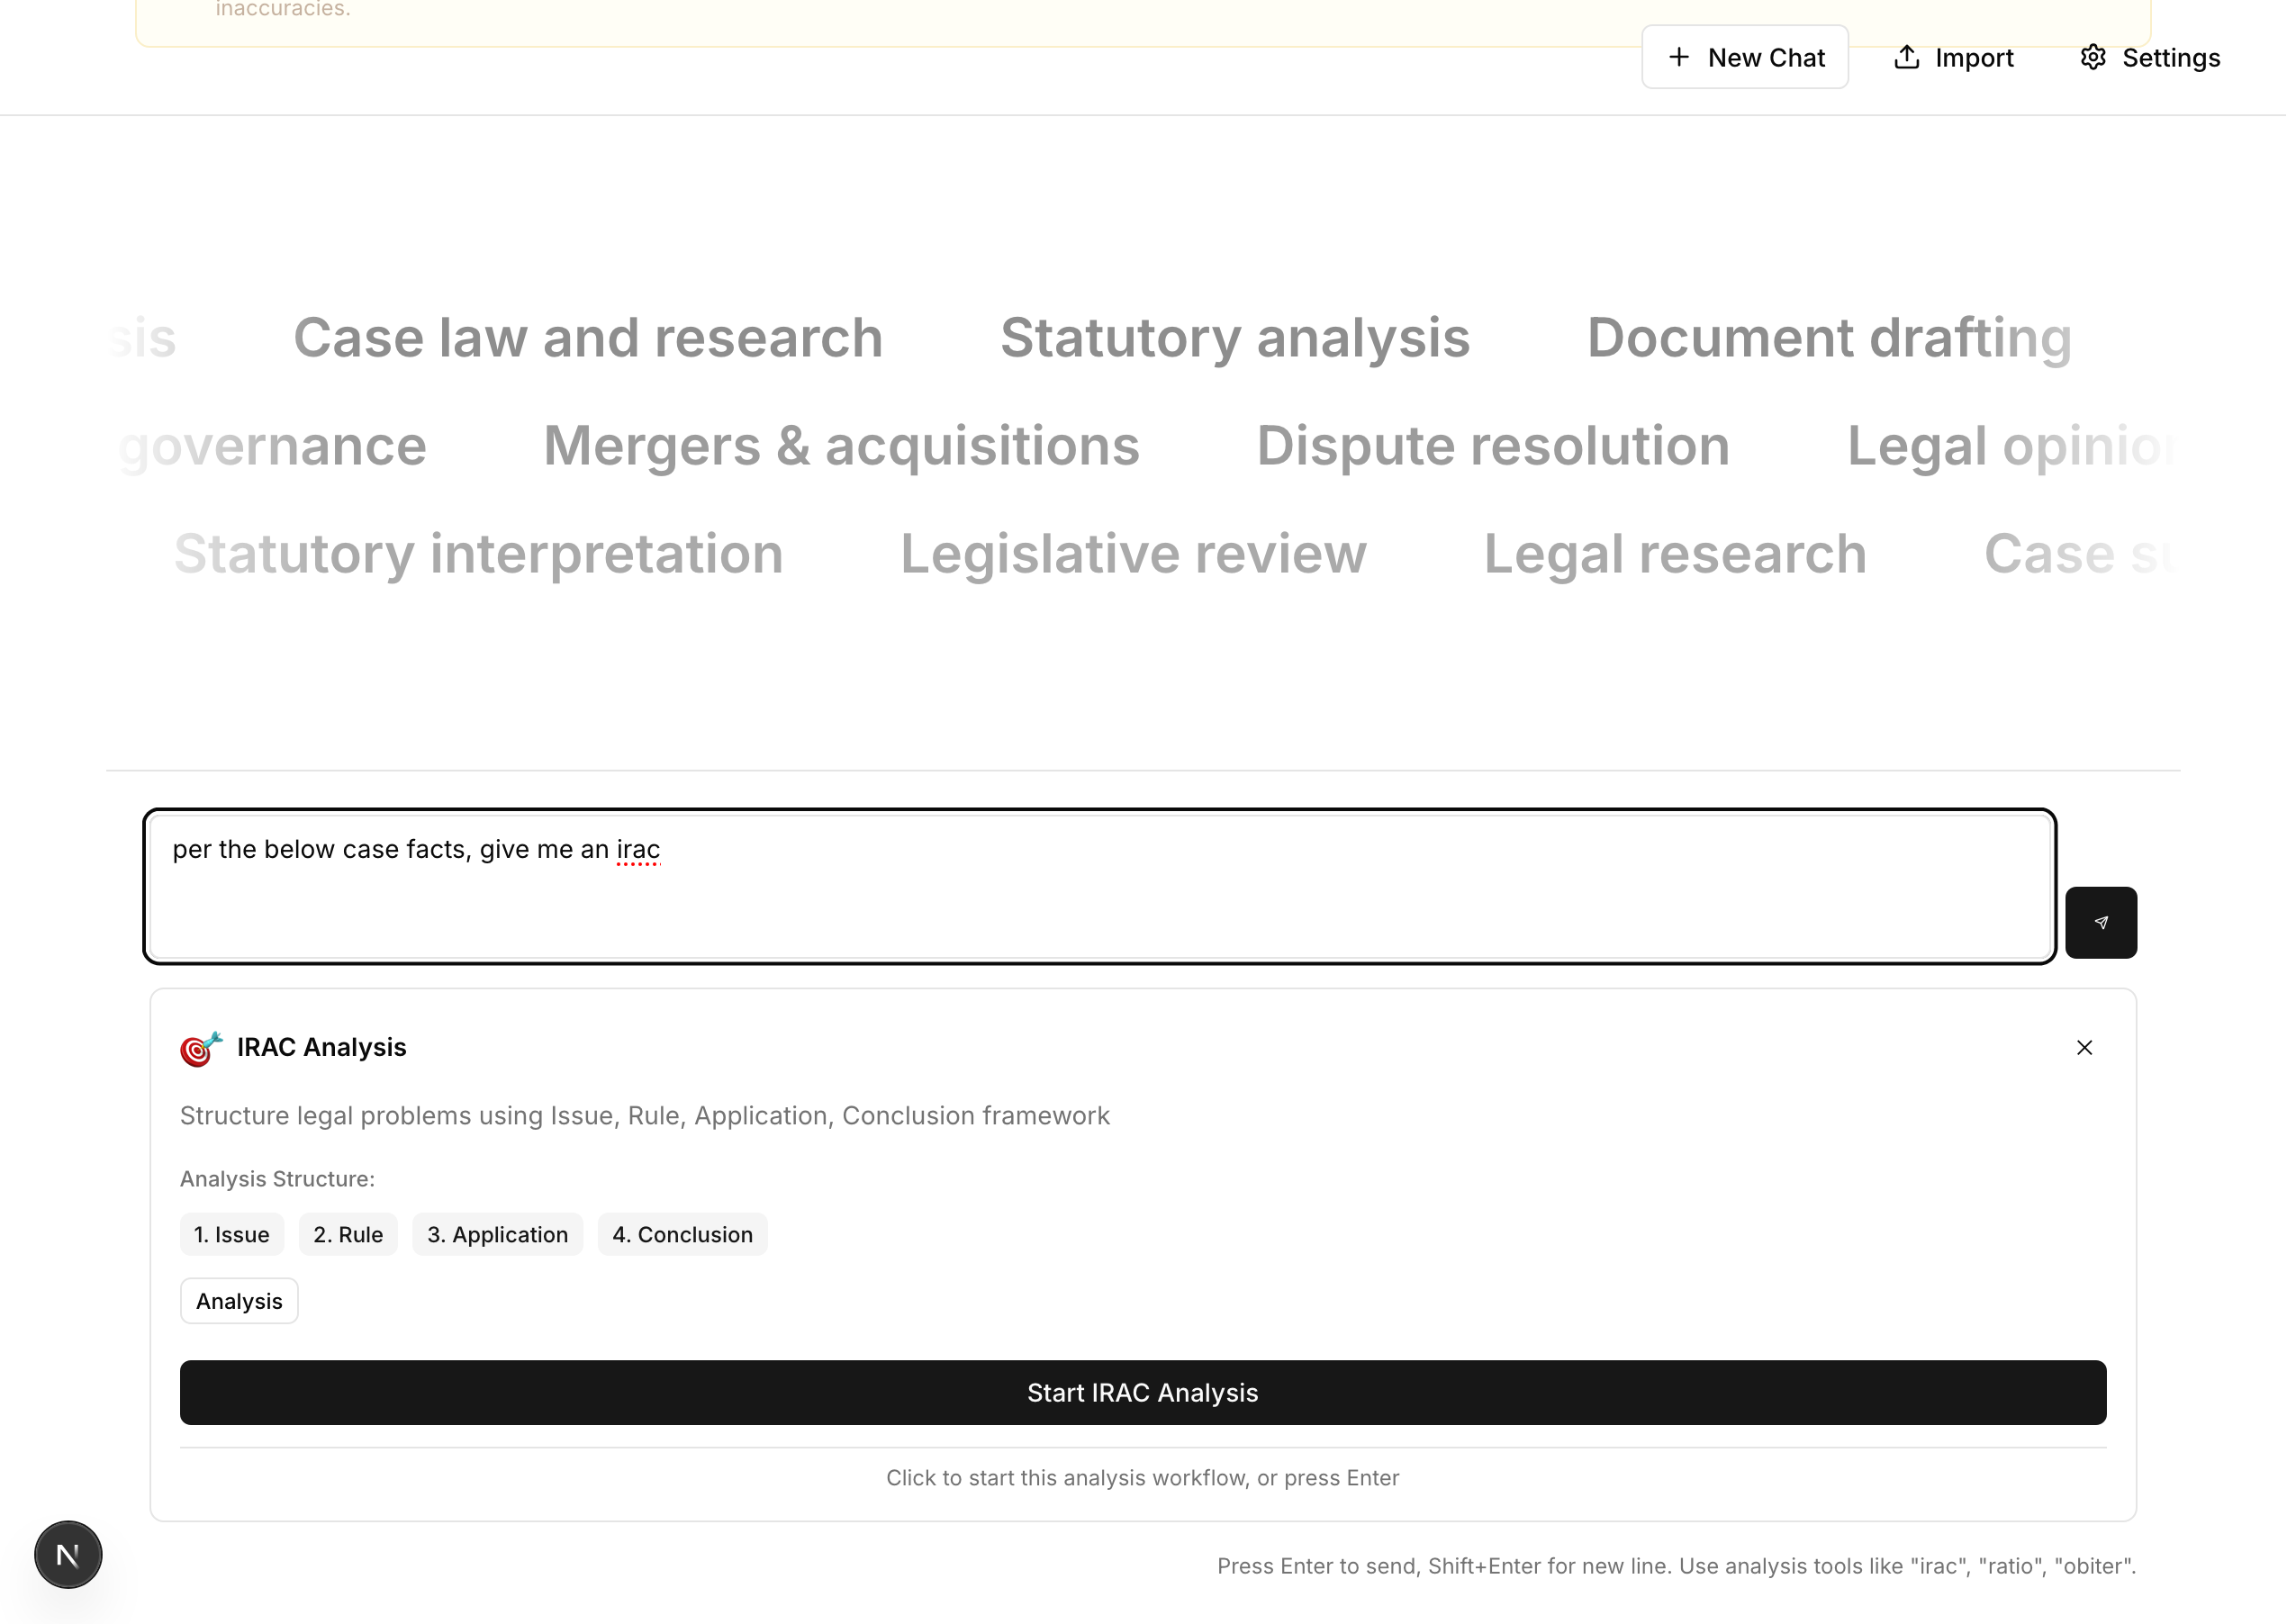 inaccuracies.
New Chat Import Settings
sis Case law and research Statutory analysis Document drafting
governance Mergers & acquisitions Dispute resolution Legal opinion
Statutory interpretation Legislative review Legal research Case su
per the below case facts, give me an irac
IRAC Analysis
Structure legal problems using Issue, Rule, Application, Conclusion framework
Analysis Structure:
1. Issue 2. Rule 3. Application 4. Conclusion
Analysis
Start IRAC Analysis
Click to start this analysis workflow, or press Enter
N
Press Enter to send, Shift+Enter for new line. Use analysis tools like "irac", "ratio", "obiter".